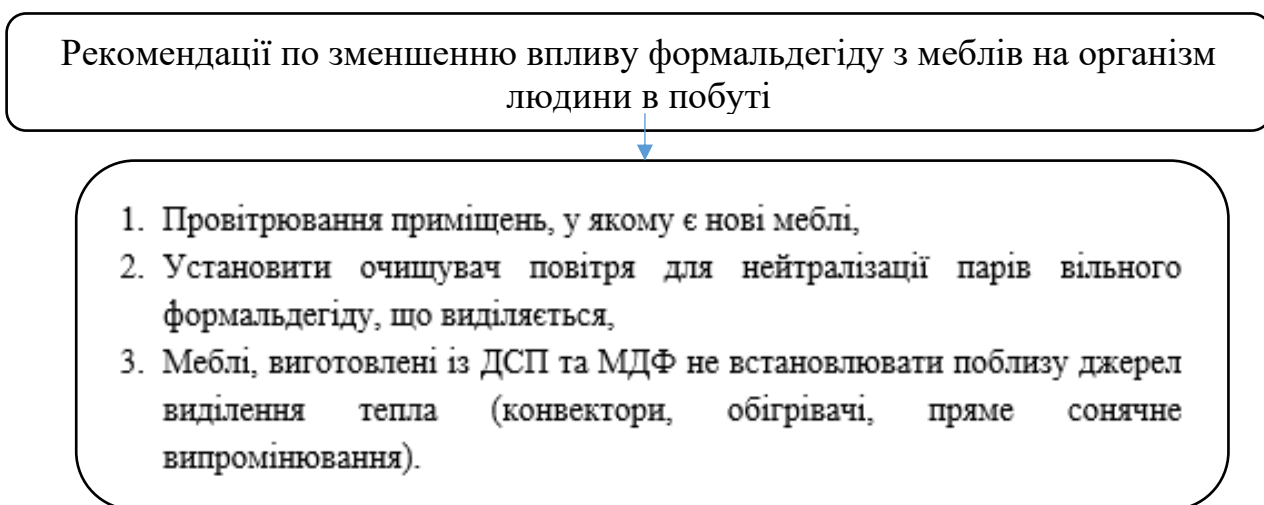 Рекомендації по зменшенню впливу формальдегіду з меблів на організм
людини в побуті
1. Провітрювання приміщень, у якому є нові меблі,
2. Установити очищувач повітря для нейтралізації парів вільного
формальдегіду, що виділяється,
3. Меблі, виготовлені із ДСП та МДФ не встановлювати поблизу джерел
виділення тепла (конвектори, обігрівачі, пряме сонячне
випромінювання).